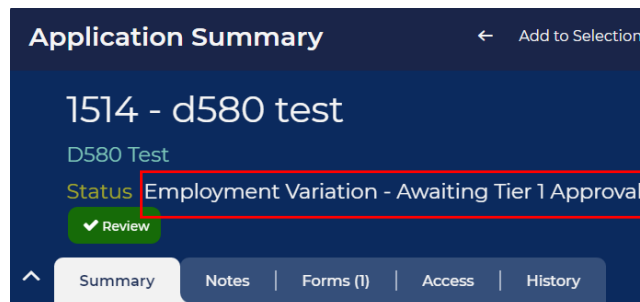 Application Summary ← Add to Selection
1514 - d580 test
D580 Test
Status Employment Variation - Awaiting Tier 1 Approval
✔ Review
Summary Notes | Forms (1) | Access | History